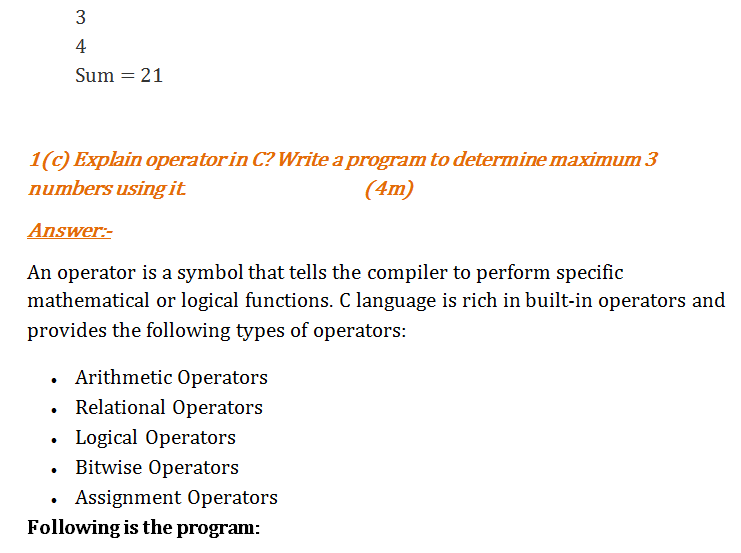 3
4
Sum = 21
1(c) Explain operator in C? Write a program to determine maximum 3
numbers using it. (4m)
Answer:-
An operator is a symbol that tells the compiler to perform specific
mathematical or logical functions. C language is rich in built-in operators and
provides the following types of operators:
• Arithmetic Operators
• Relational Operators
• Logical Operators
• Bitwise Operators
• Assignment Operators
Following is the program: